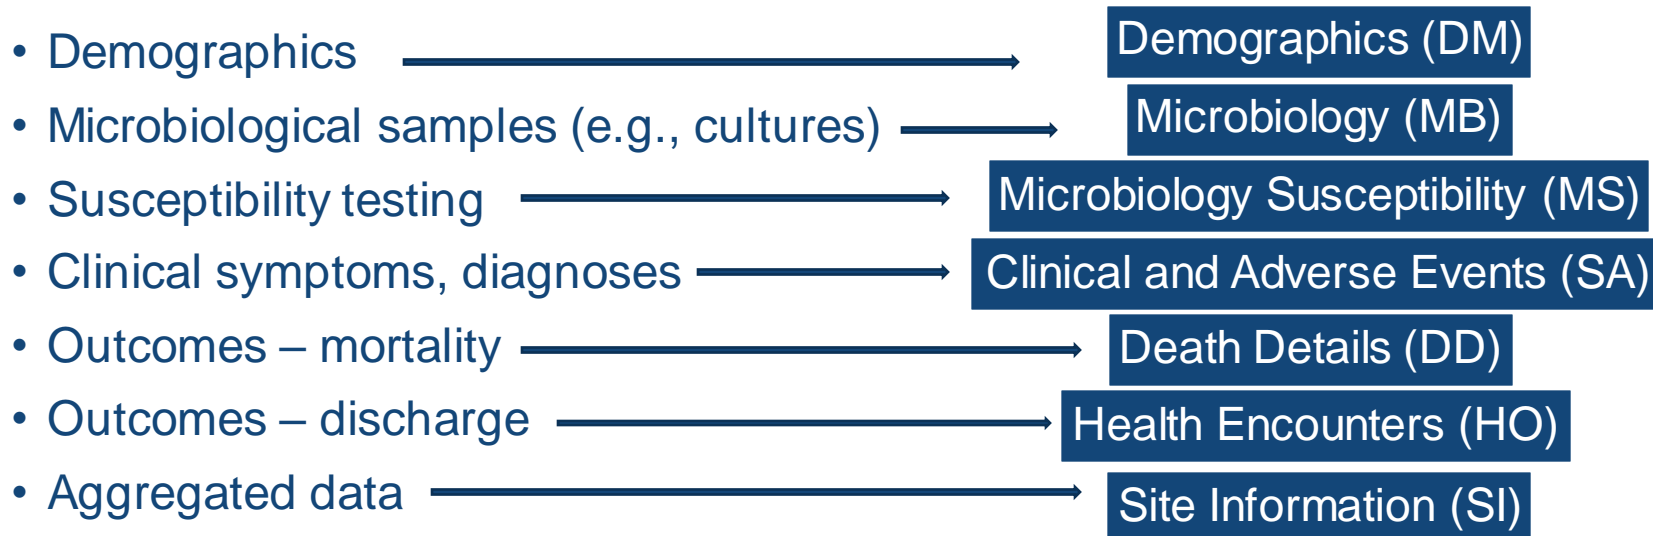 • Demographics Demographics (DM)
• Microbiological samples (e.g., cultures) Microbiology (MB)
• Susceptibility testing Microbiology Susceptibility (MS)
• Clinical symptoms, diagnoses Clinical and Adverse Events (SA)
• Outcomes – mortality Death Details (DD)
• Outcomes – discharge Health Encounters (HO)
• Aggregated data Site Information (SI)